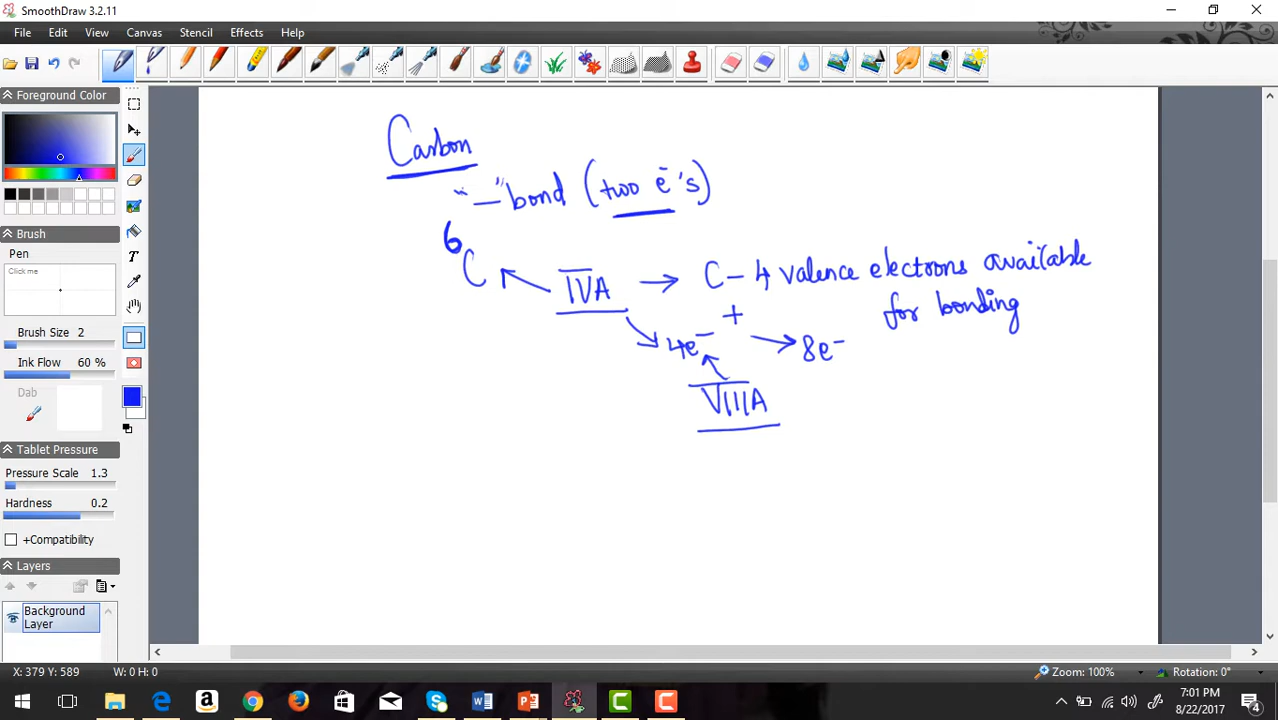 SmoothDraw 3.2.11
File Edit View Canvas Stencil Effects Help
Foreground Color
Brush
Pen
Click me
Brush Size 2
Ink Flow 60 %
Dab
Tablet Pressure
Pressure Scale 1.3
Hardness 0.2
+Compatibility
Layers
Background
Layer
Carbon
"—" bond (two e⁻'s)
6
C IVA → C – 4 valence electrons available
for bonding
+
4e⁻ → 8e⁻
VIIIA
X: 379 Y: 589 W: 0 H: 0 Zoom: 100% Rotation: 0°
7:01 PM
8/22/2017
4